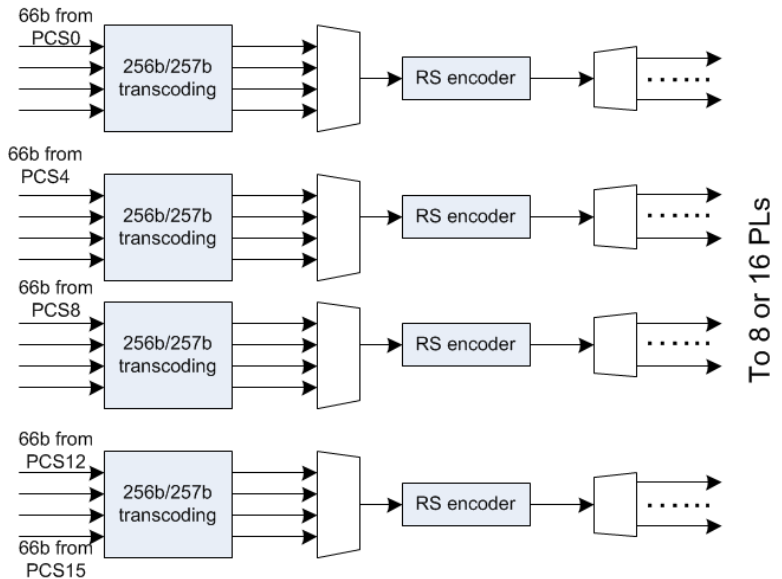 66b from
PCS0
256b/257b
transcoding
RS encoder
66b from
PCS4
256b/257b
transcoding
RS encoder
66b from
PCS8
256b/257b
transcoding
RS encoder
66b from
PCS12
256b/257b
transcoding
RS encoder
66b from
PCS15
To 8 or 16 PLs